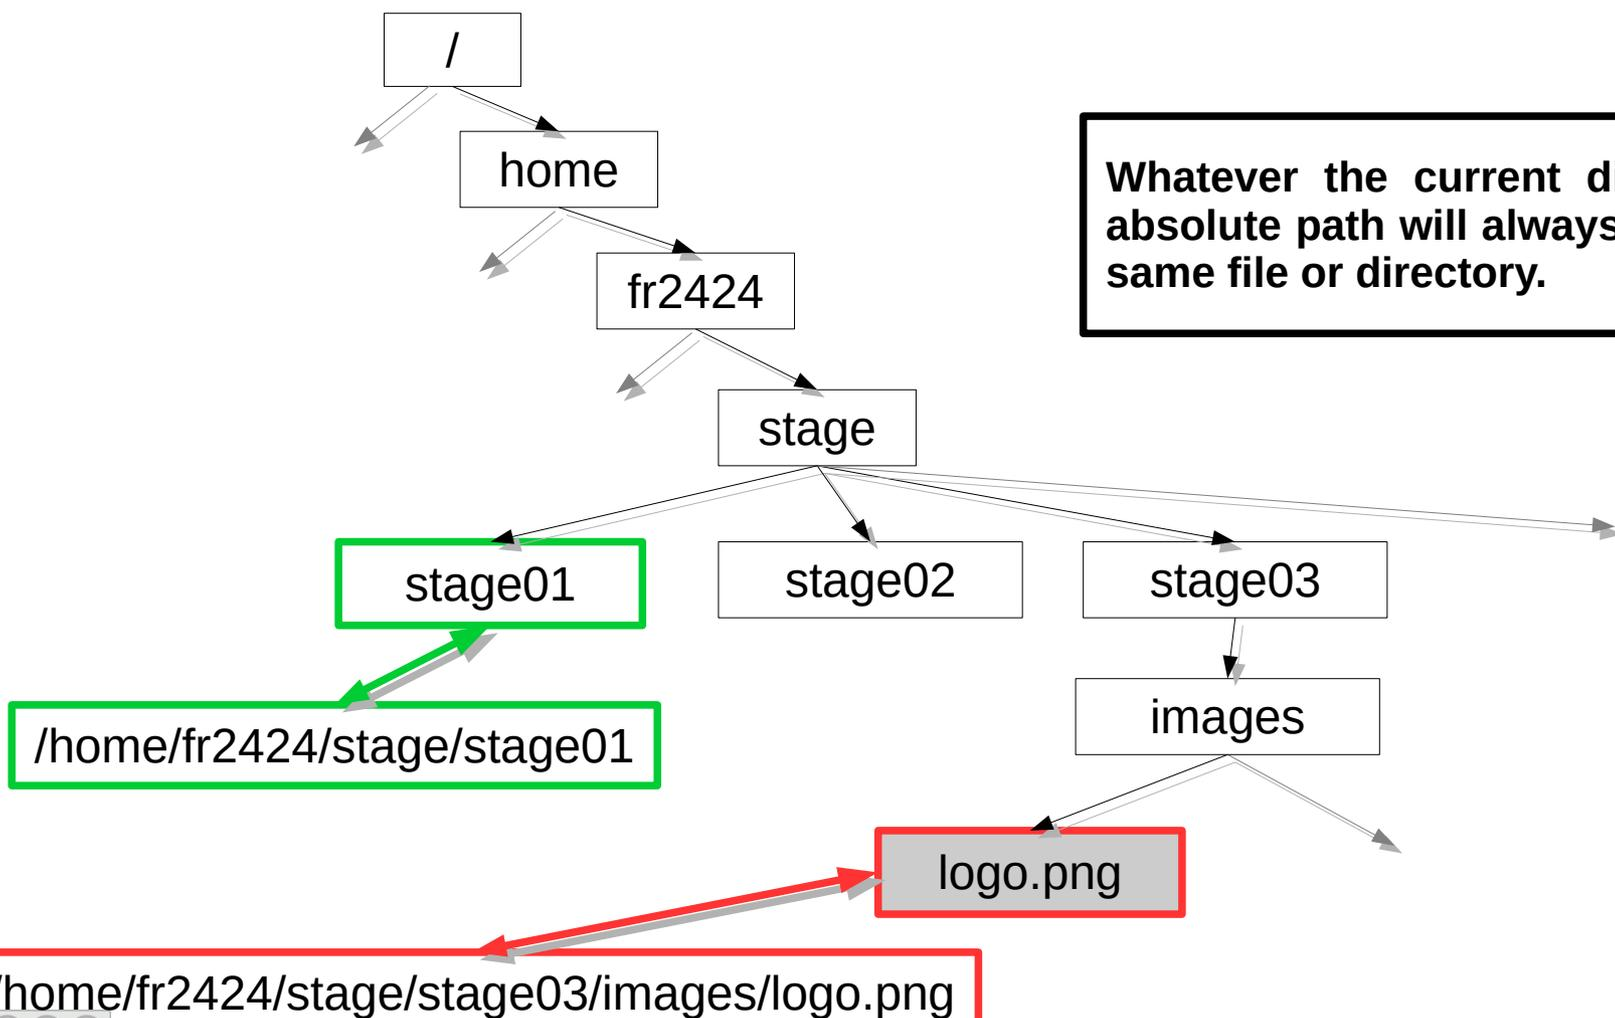 /
home
Whatever the current
absolute path will always
same file or directory.
fr2424
stage
stage01
stage02
stage03
images
/home/fr2424/stage/stage01
logo.png
/home/fr2424/stage/stage03/images/logo.png